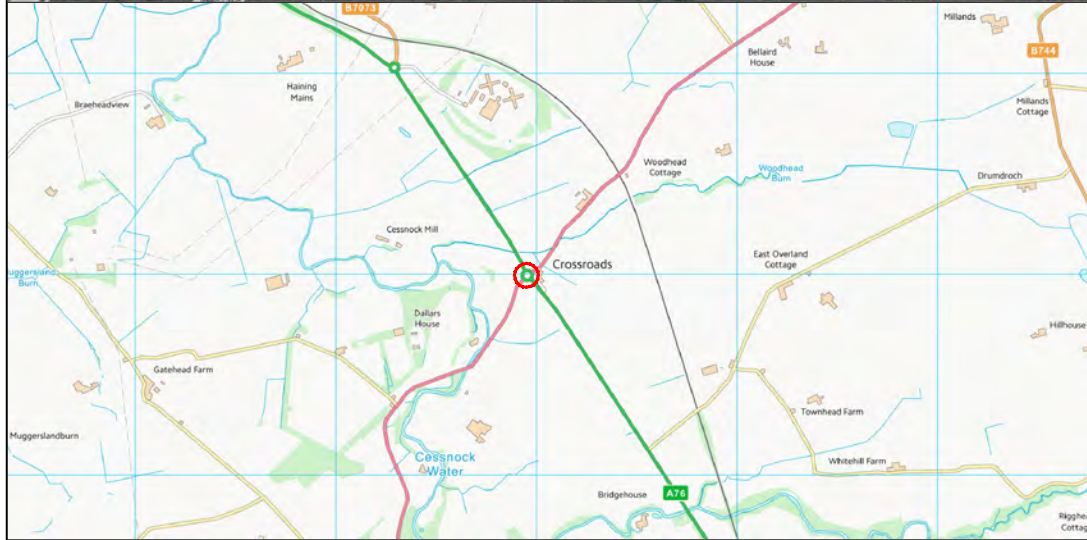 B7073
Millands
Bellaird
House
B744
Haining
Mains
Braeheadview
Millands
Cottage
Woodhead
Cottage
Woodhead
Burn
Drumdroch
Cessnock Mill
East Overland
Cottage
Crossroads
Burn
Dallars
House
Hillhouse
Gatehead Farm
Townhead Farm
Muggerslandburn
Cessnock
Water
Whitehill Farm
A76
Bridgehouse